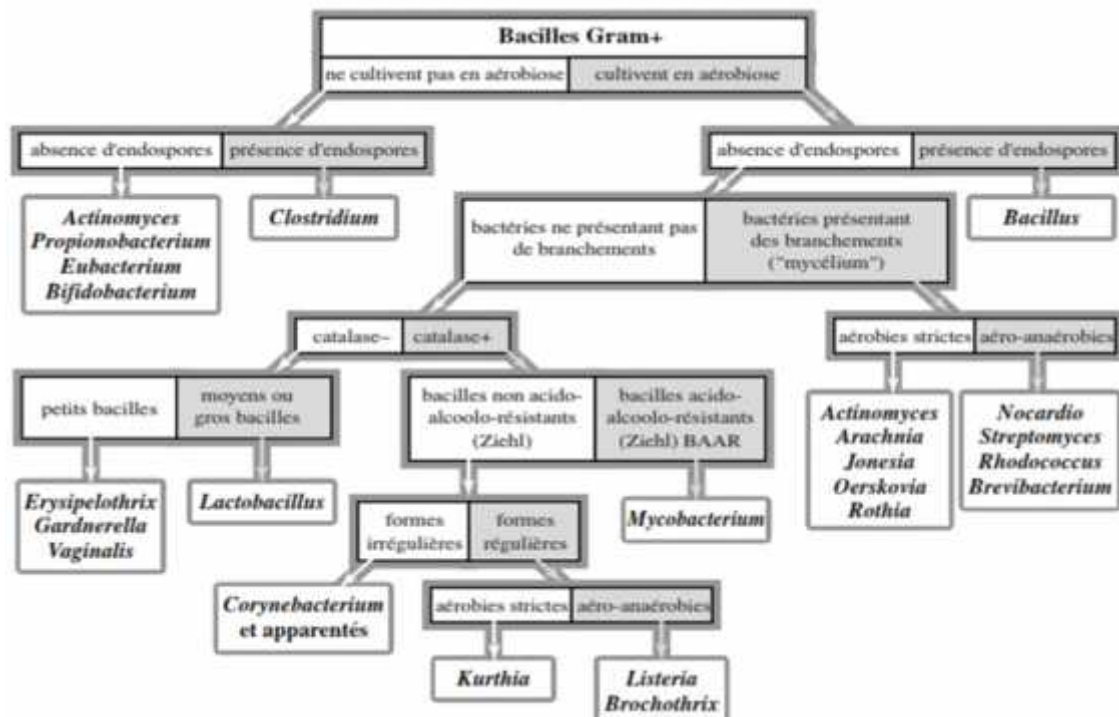 Bacilles Gram+
ne cultivent pas en aérobiose
cultivent en aérobiose
absence d'endospores
présence d'endospores
absence d'endospores
présence d'endospores
Actinomyces
Propionobacterium
Eubacterium
Bifidobacterium
Clostridium
bactéries ne présentant pas
de branchements
bactéries présentant
des branchements
("mycélium")
Bacillus
catalase–
catalase+
aérobies strictes
aéro-anaérobies
petits bacilles
moyens ou
gros bacilles
bacilles non acido-
alcoolo-résistants
(Ziehl)
bacilles acido-
alcoolo-résistants
(Ziehl) BAAR
Actinomyces
Arachnia
Jonesia
Oerskovia
Rothia
Nocardio
Streptomyces
Rhodococcus
Brevibacterium
Erysipelothrix
Gardnerella
Vaginalis
Lactobacillus
formes
irrégulières
formes
régulières
Mycobacterium
Corynebacterium
et apparentés
aérobies strictes
aéro-anaérobies
Kurthia
Listeria
Brochothrix